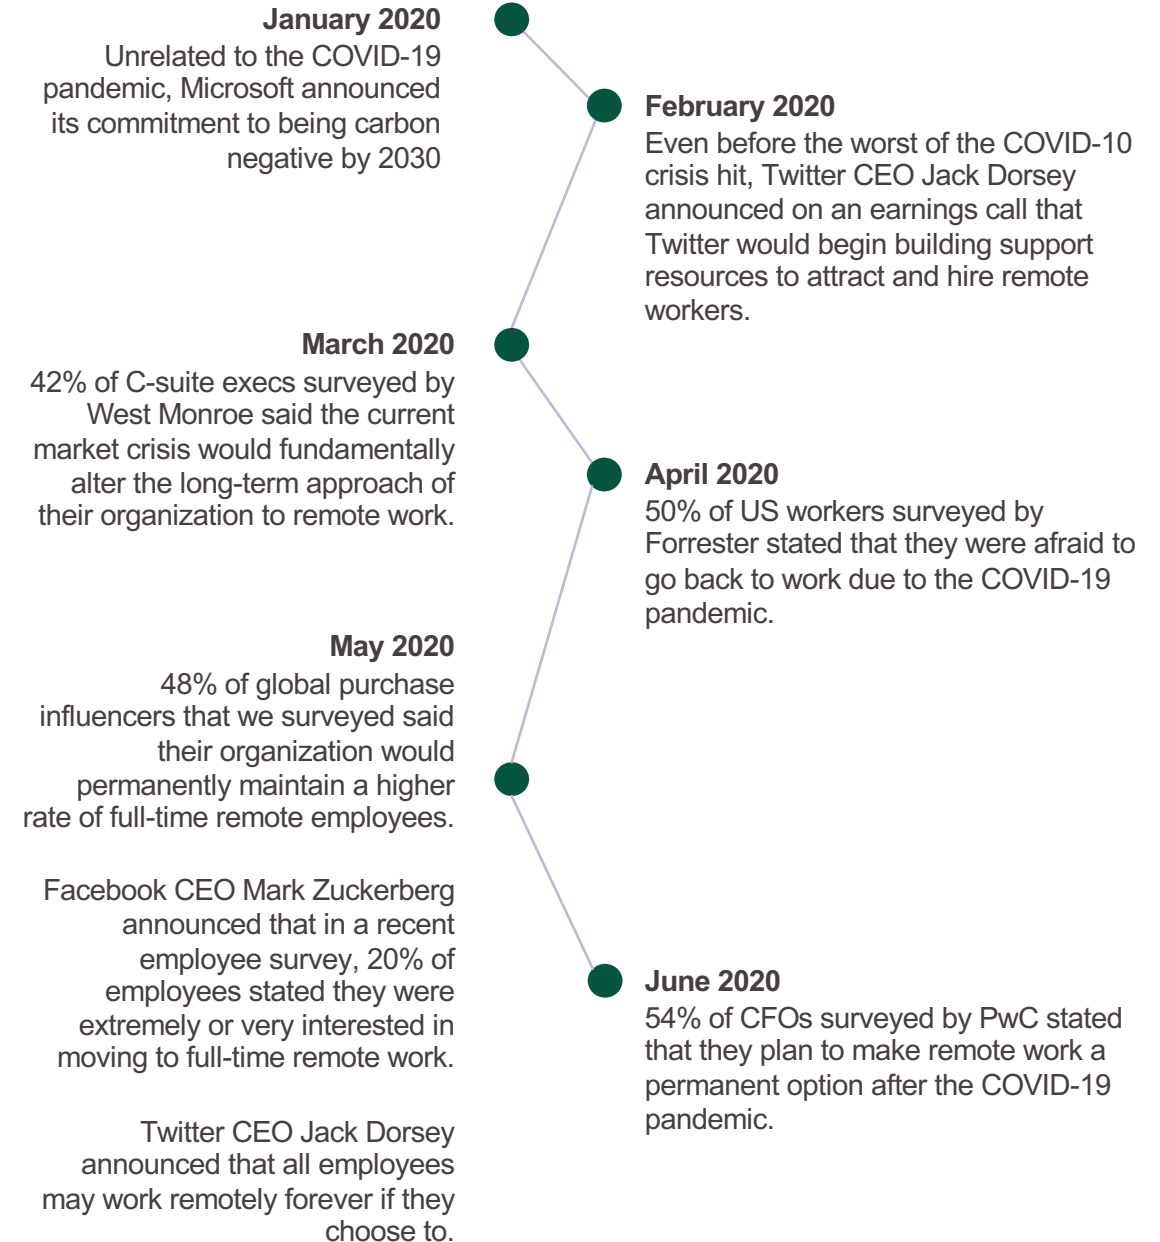 January 2020
Unrelated to the COVID-19
pandemic, Microsoft announced
its commitment to being carbon
negative by 2030
February 2020
Even before the worst of the COVID-10
crisis hit, Twitter CEO Jack Dorsey
announced on an earnings call that
Twitter would begin building support
resources to attract and hire remote
workers.
March 2020
42% of C-suite execs surveyed by
West Monroe said the current
market crisis would fundamentally
alter the long-term approach of
their organization to remote work.
April 2020
50% of US workers surveyed by
Forrester stated that they were afraid to
go back to work due to the COVID-19
pandemic.
May 2020
48% of global purchase
influencers that we surveyed said
their organization would
permanently maintain a higher
rate of full-time remote employees.
Facebook CEO Mark Zuckerberg
announced that in a recent
employee survey, 20% of
employees stated they were
extremely or very interested in
moving to full-time remote work.
Twitter CEO Jack Dorsey
announced that all employees
may work remotely forever if they
choose to.
June 2020
54% of CFOs surveyed by PwC stated
that they plan to make remote work a
permanent option after the COVID-19
pandemic.